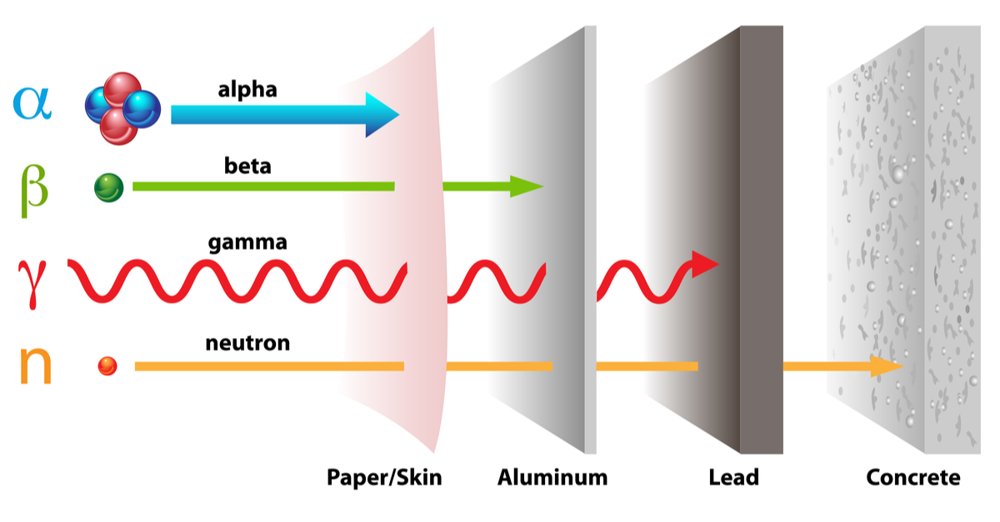 α
alpha
β
beta
γ
gamma
n
neutron
Paper/Skin
Aluminum
Lead
Concrete